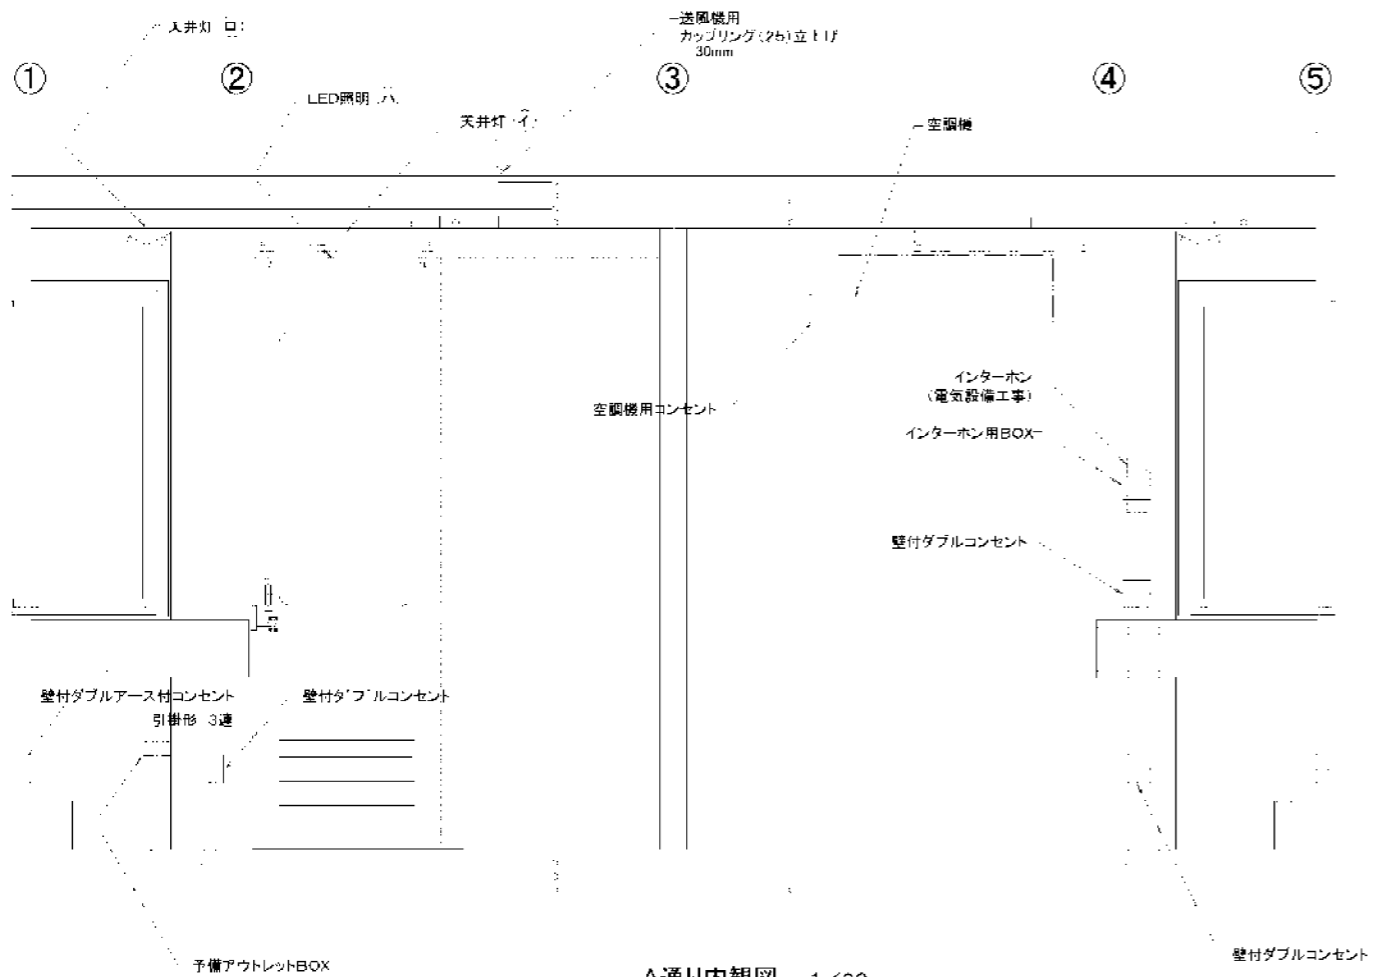 天井灯（ロ）
送風機用
カップリング(25)立上げ
30mm
① ② ③ ④ ⑤
LED照明（ハ）
天井灯（イ）
空調機
インターホン
(電気設備工事)
空調機用コンセント
インターホン用BOX
壁付ダブルコンセント
壁付ダブルアース付コンセント
引掛形 3連
壁付ダブルコンセント
壁付ダブルコンセント
予備アウトレットBOX